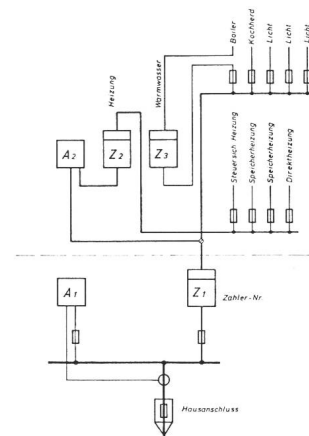 Boiler
Kochherd
Licht
Licht
Licht
Heizung
Warmwasser
A2
Z2
Z3
Steuersich Heizung
Speicherheizung
Speicherheizung
Direktheizung
A1
Z1
Zähler-Nr.
Hausanschluss